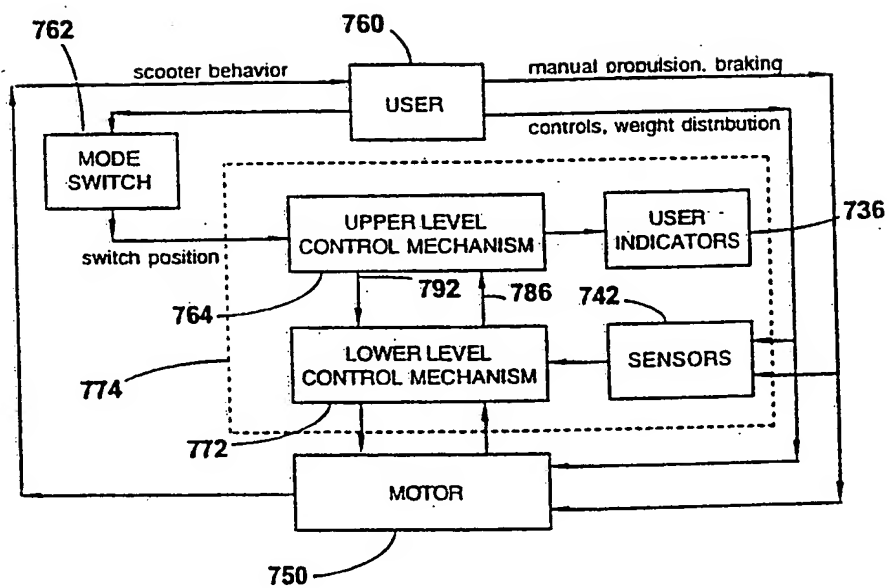 762
760
scooter behavior
manual propulsion, braking
USER
controls, weight distribution
MODE
SWITCH
UPPER LEVEL
CONTROL MECHANISM
USER
INDICATORS
736
switch position
764
792
786
742
LOWER LEVEL
CONTROL MECHANISM
SENSORS
774
772
MOTOR
750